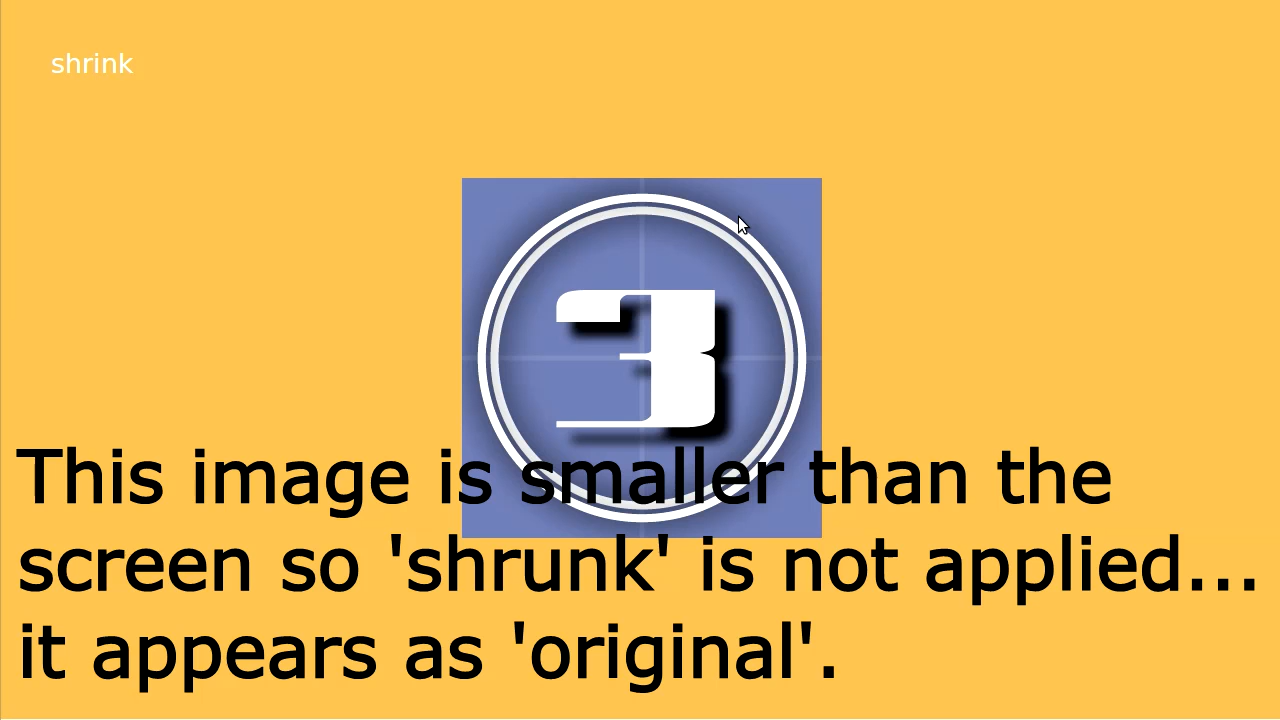 shrink
3
This image is smaller than the
screen so 'shrunk' is not applied...
it appears as 'original'.